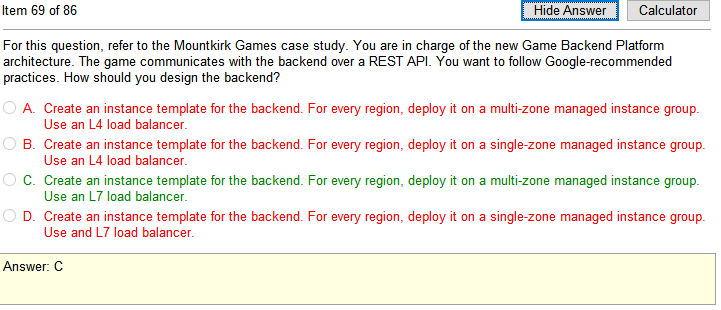 Item 69 of 86
Hide Answer
Calculator
For this question, refer to the Mountkirk Games case study. You are in charge of the new Game Backend Platform
architecture. The game communicates with the backend over a REST API. You want to follow Google-recommended
practices. How should you design the backend?
A. Create an instance template for the backend. For every region, deploy it on a multi-zone managed instance group.
Use an L4 load balancer.
B. Create an instance template for the backend. For every region, deploy it on a single-zone managed instance group.
Use an L4 load balancer.
C. Create an instance template for the backend. For every region, deploy it on a multi-zone managed instance group.
Use an L7 load balancer.
D. Create an instance template for the backend. For every region, deploy it on a single-zone managed instance group.
Use and L7 load balancer.
Answer: C